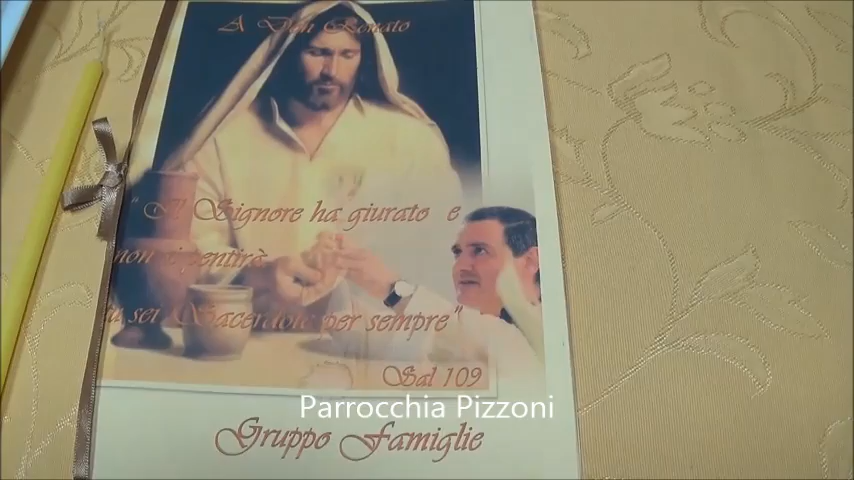 A Don Renato
“ Il Signore ha giurato e
non si pentirà
tu sei Sacerdote per sempre”
Sal 109
Parrocchia Pizzoni
Gruppo Famiglie